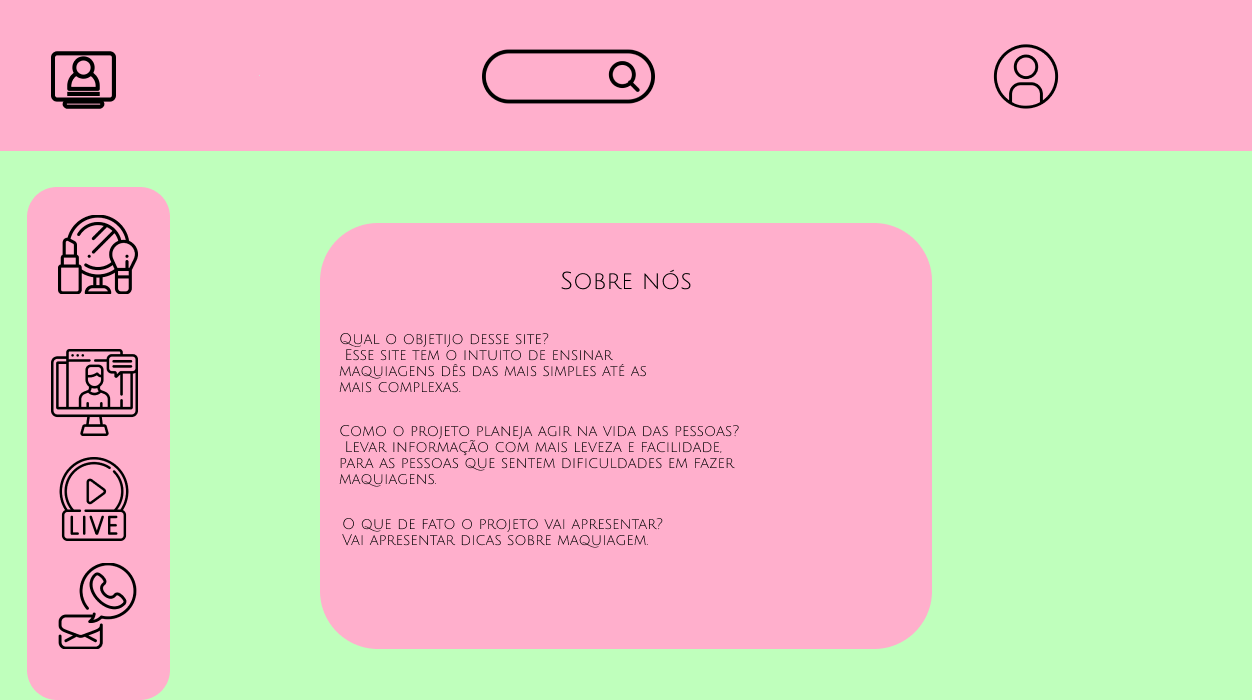 Sobre nós
Qual o objetijo desse site?
Esse site tem o intuito de ensinar
maquiagens dês das mais simples até as
mais complexas.
Como o projeto planeja agir na vida das pessoas?
Levar informação com mais leveza e facilidade,
para as pessoas que sentem dificuldades em fazer
maquiagens.
O que de fato o projeto vai apresentar?
Vai apresentar dicas sobre maquiagem.
LIVE